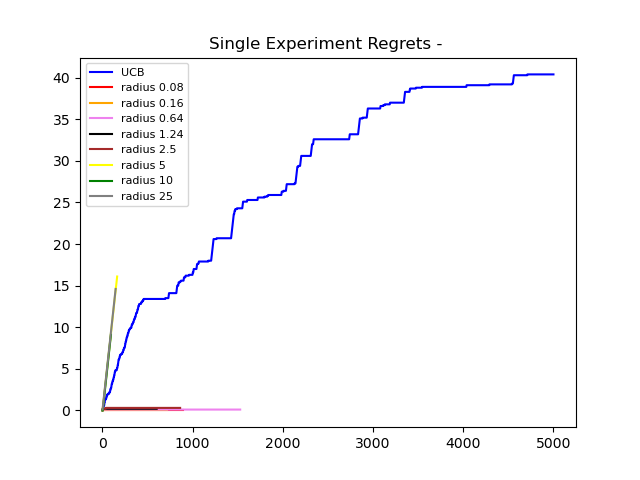 Single Experiment Regrets -
UCB
radius 0.08
radius 0.16
radius 0.64
radius 1.24
radius 2.5
radius 5
radius 10
radius 25
40
35
30
25
20
15
10
5
0
0 1000 2000 3000 4000 5000